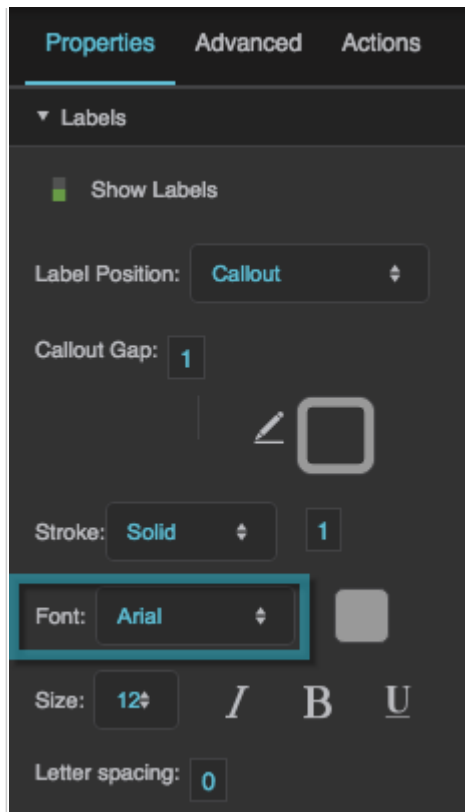 Properties Advanced Actions
Labels
Show Labels
Label Position: Callout
Callout Gap: 1
Stroke: Solid 1
Font: Arial
Size: 12 I B U
Letter spacing: 0